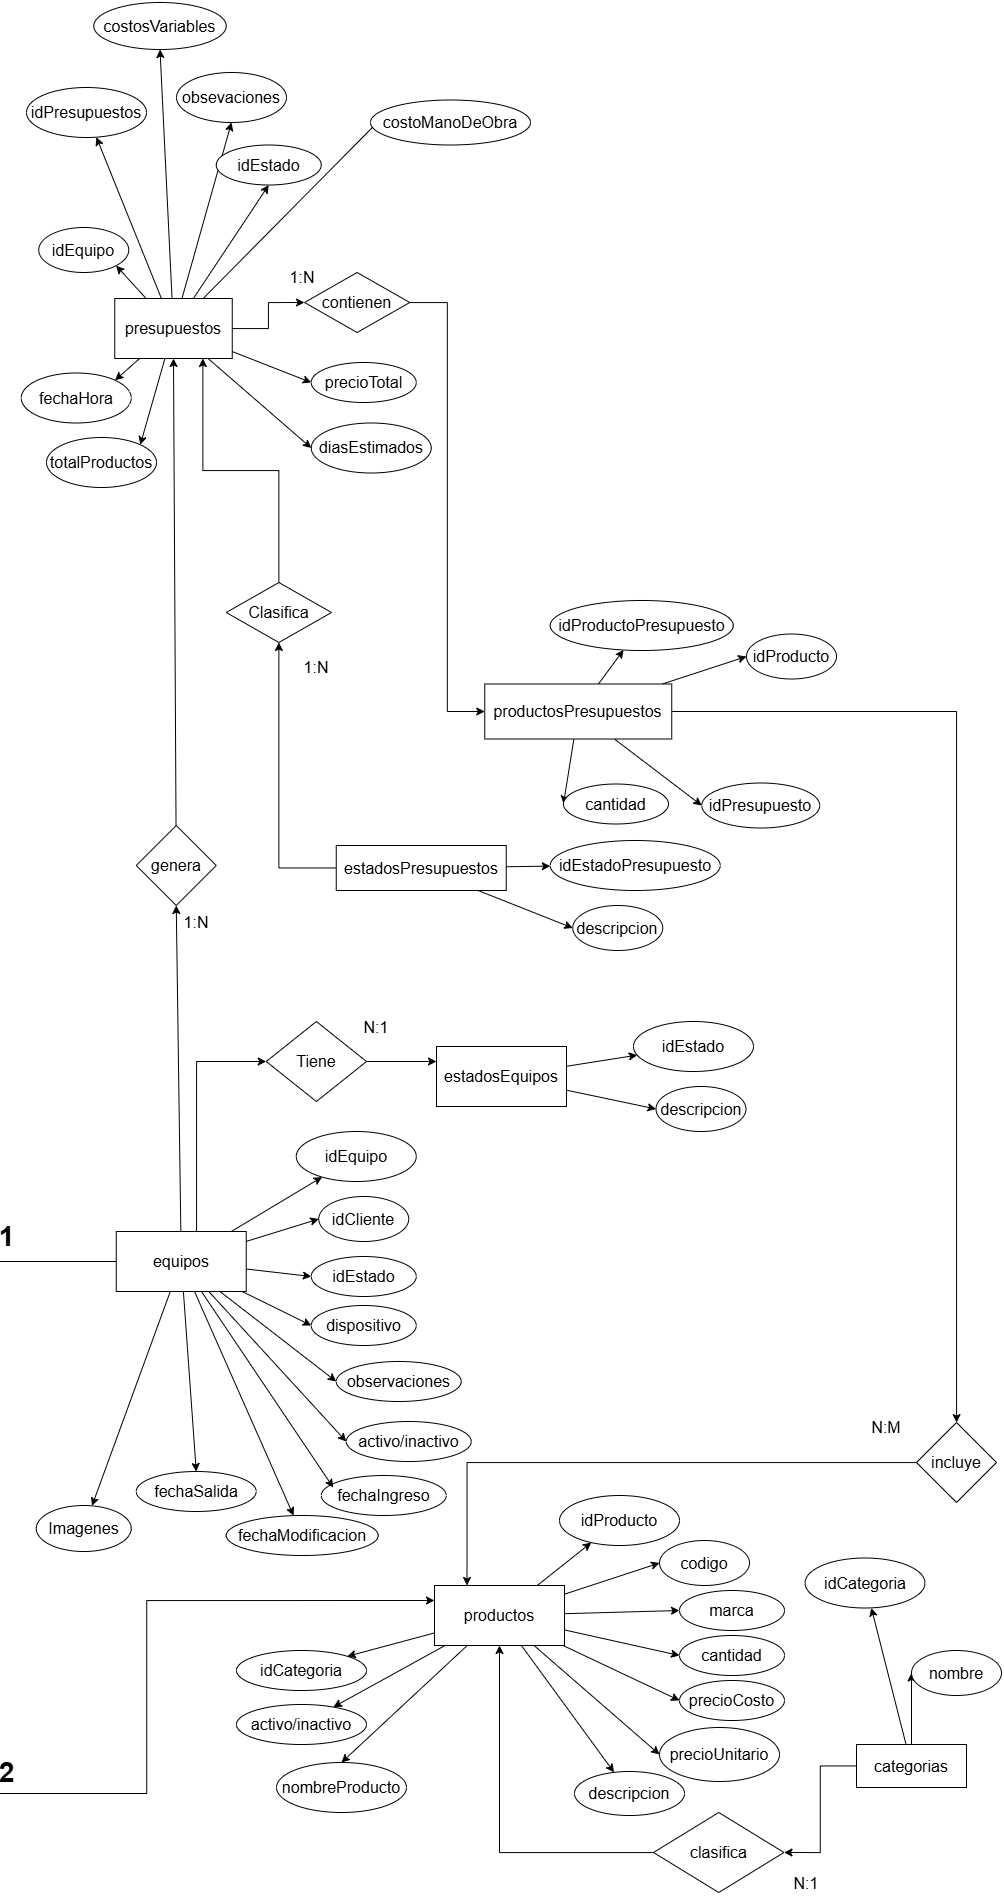 costosVariables
obsevaciones
idPresupuestos
costoManoDeObra
idEstado
idEquipo
1:N
contienen
presupuestos
precioTotal
fechaHora
diasEstimados
totalProductos
Clasifica
idProductoPresupuesto
idProducto
1:N
productosPresupuestos
cantidad
idPresupuesto
genera
estadosPresupuestos
idEstadoPresupuesto
1:N
descripcion
N:1
idEstado
Tiene
estadosEquipos
descripcion
idEquipo
idCliente
1
equipos
idEstado
dispositivo
observaciones
N:M
activo/inactivo
incluye
fechaSalida
fechaIngreso
Imagenes
fechaModificacion
idProducto
codigo
idCategoria
productos
marca
cantidad
idCategoria
nombre
precioCosto
activo/inactivo
precioUnitario
categorias
2
nombreProducto
descripcion
clasifica
N:1